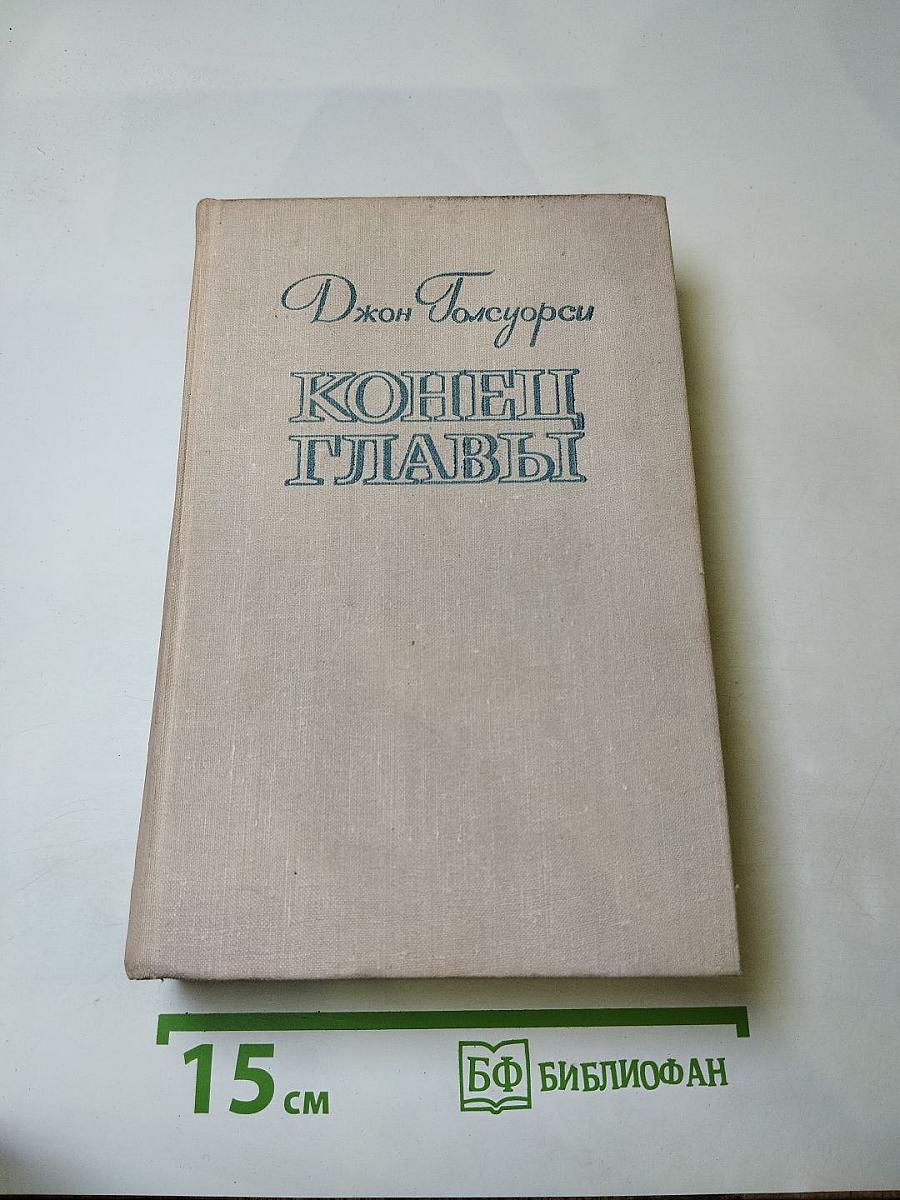 Джон Голсуорси
КОНЕЦ
ГЛАВЫ
15 см
БФ БИБЛИОФАН